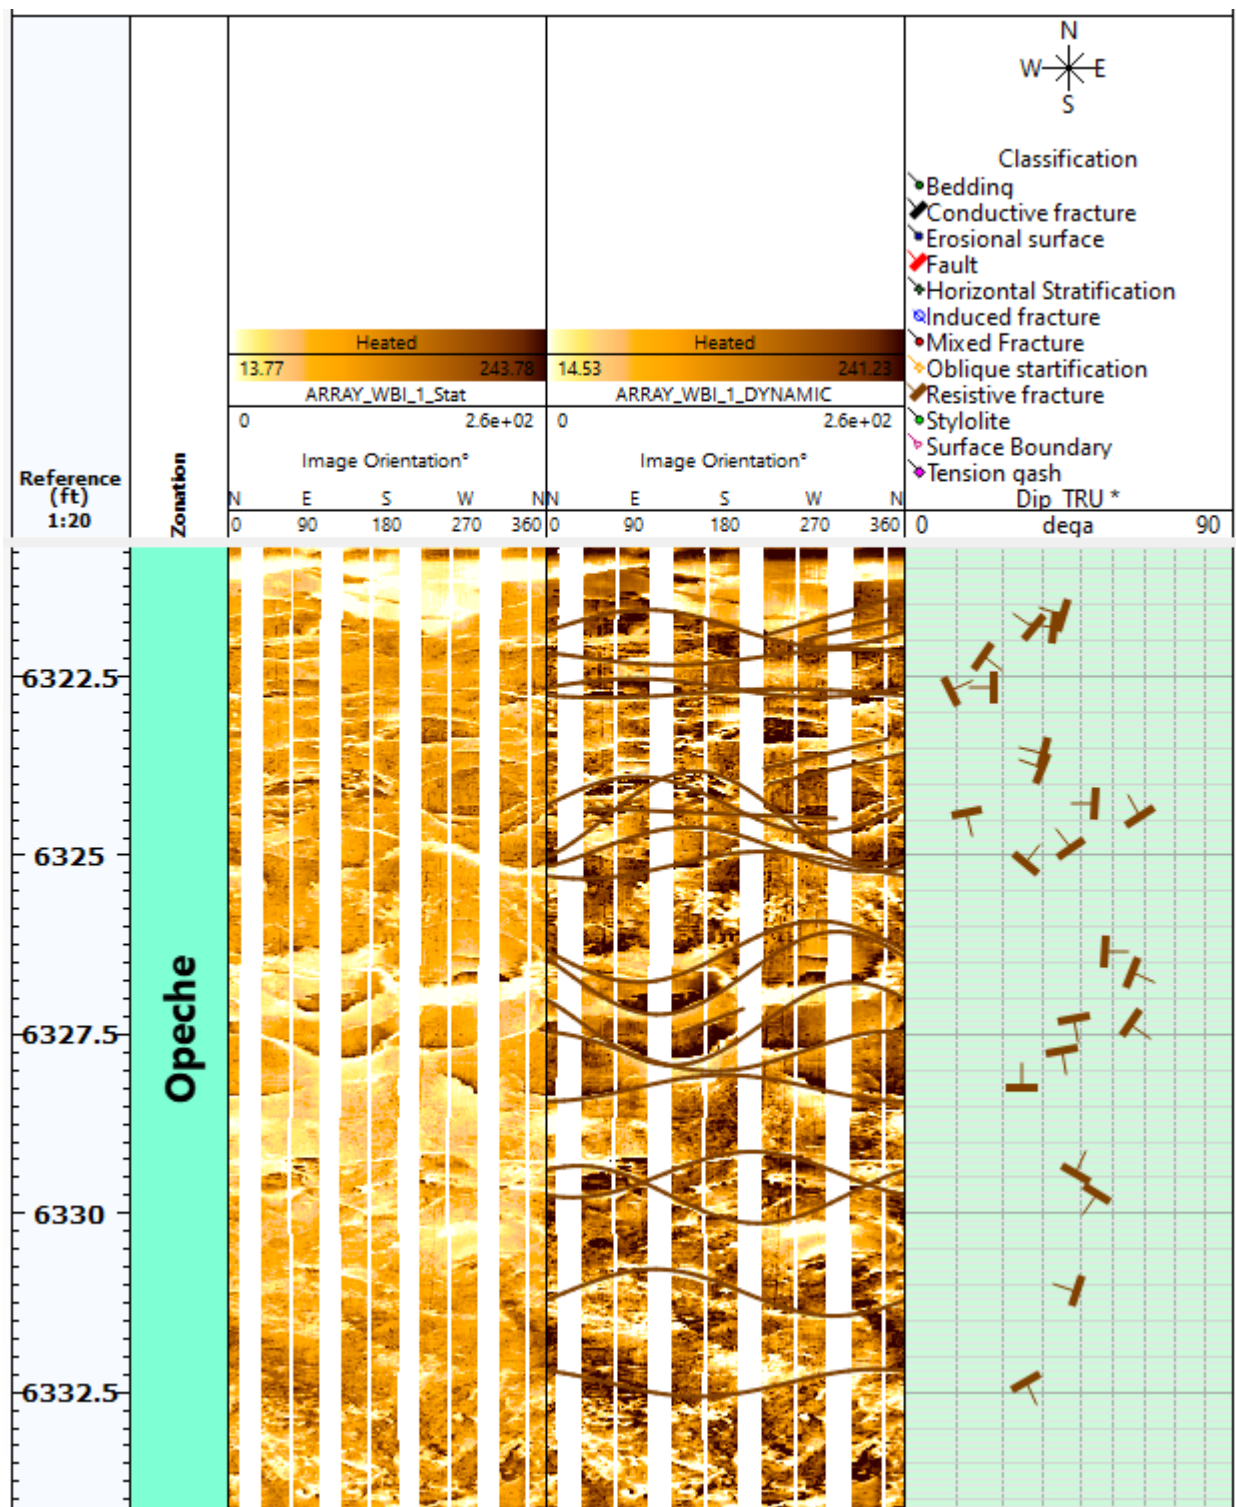 N
W E
S
Classification
Bedding
Conductive fracture
Erosional surface
Fault
Horizontal Stratification
Induced fracture
Mixed Fracture
Oblique startification
Resistive fracture
Stylolite
Surface Boundary
Tension gash
Dip_TRU *
0 dega 90
Heated
13.77 243.78
ARRAY_WBI_1_Stat
0 2.6e+02
Image Orientation°
N E S W N
0 90 180 270 360
Heated
14.53 241.23
ARRAY_WBI_1_DYNAMIC
0 2.6e+02
Image Orientation°
N E S W N
0 90 180 270 360
Reference
(ft)
1:20
Zonation
6322.5
6325
6327.5
6330
6332.5
Opeche